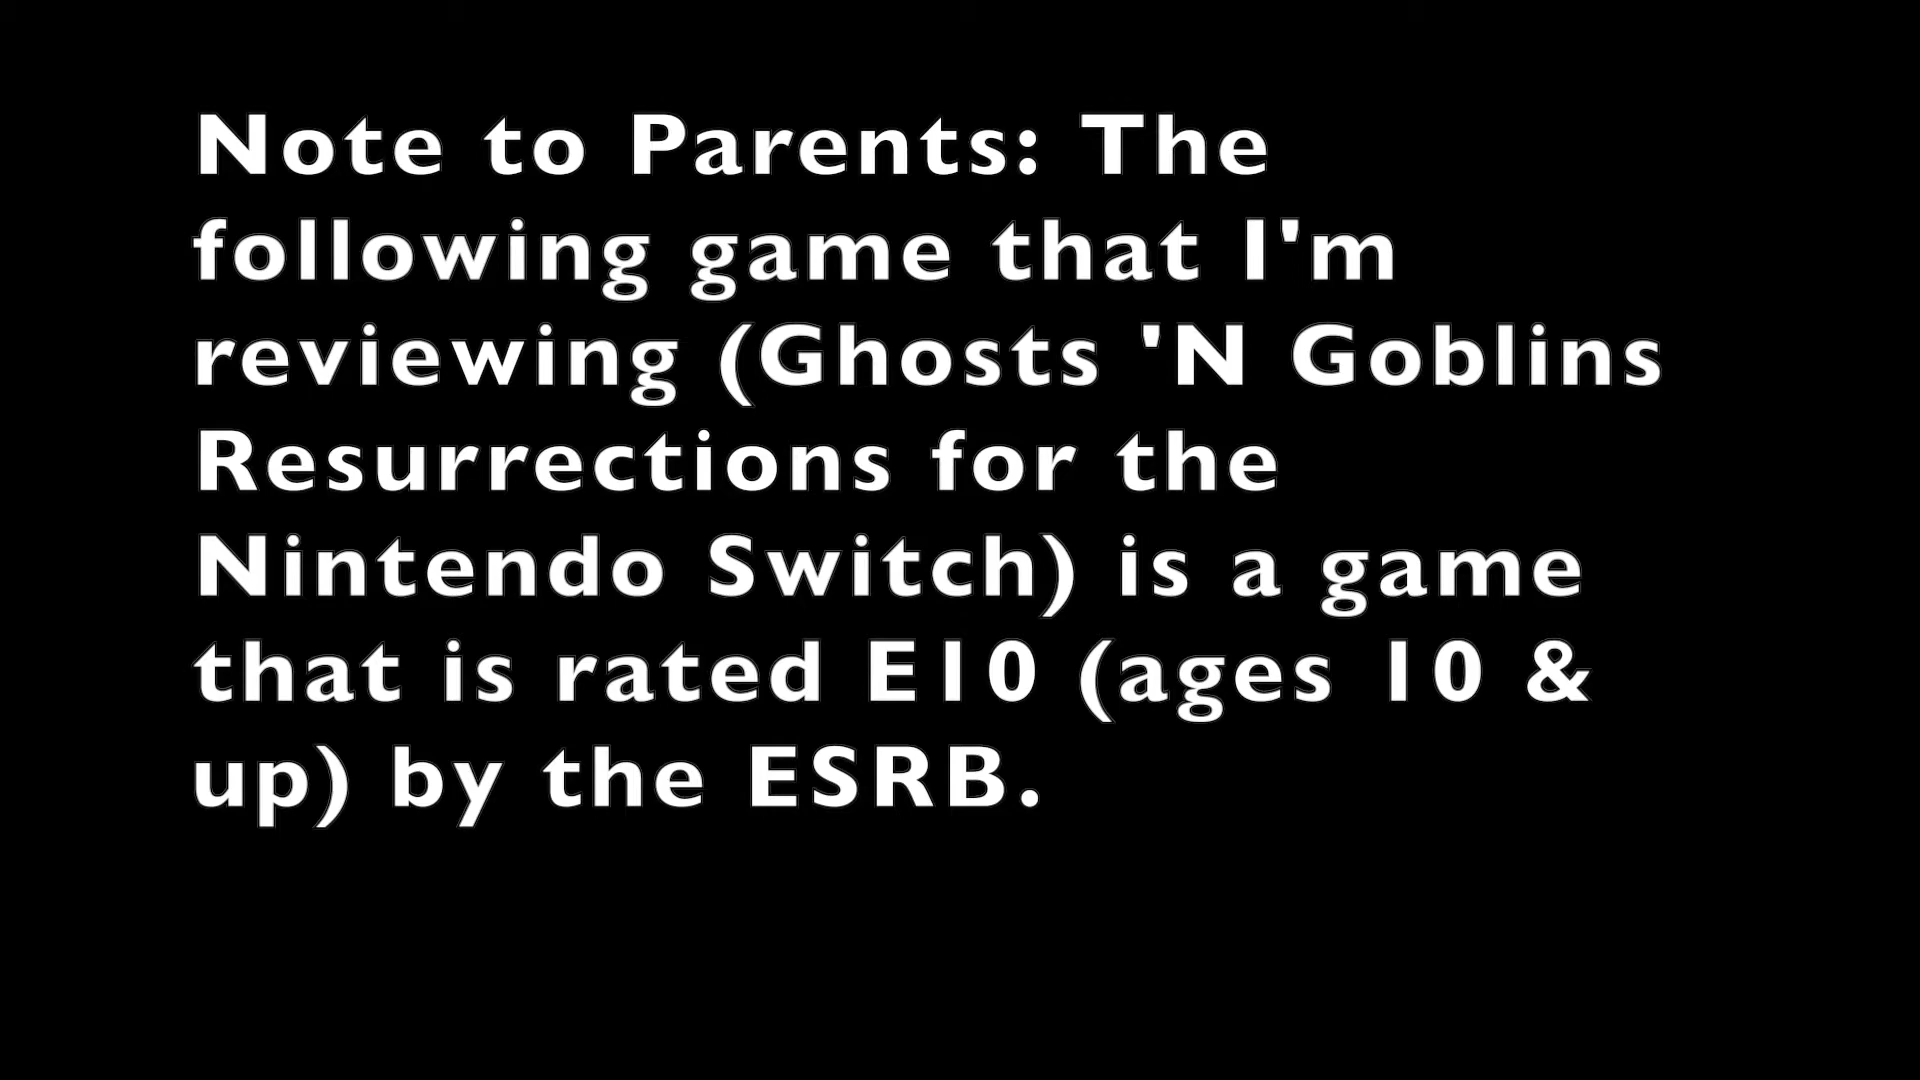 Note to Parents: The
following game that I'm
reviewing (Ghosts 'N Goblins
Resurrections for the
Nintendo Switch) is a game
that is rated E10 (ages 10 &
up) by the ESRB.